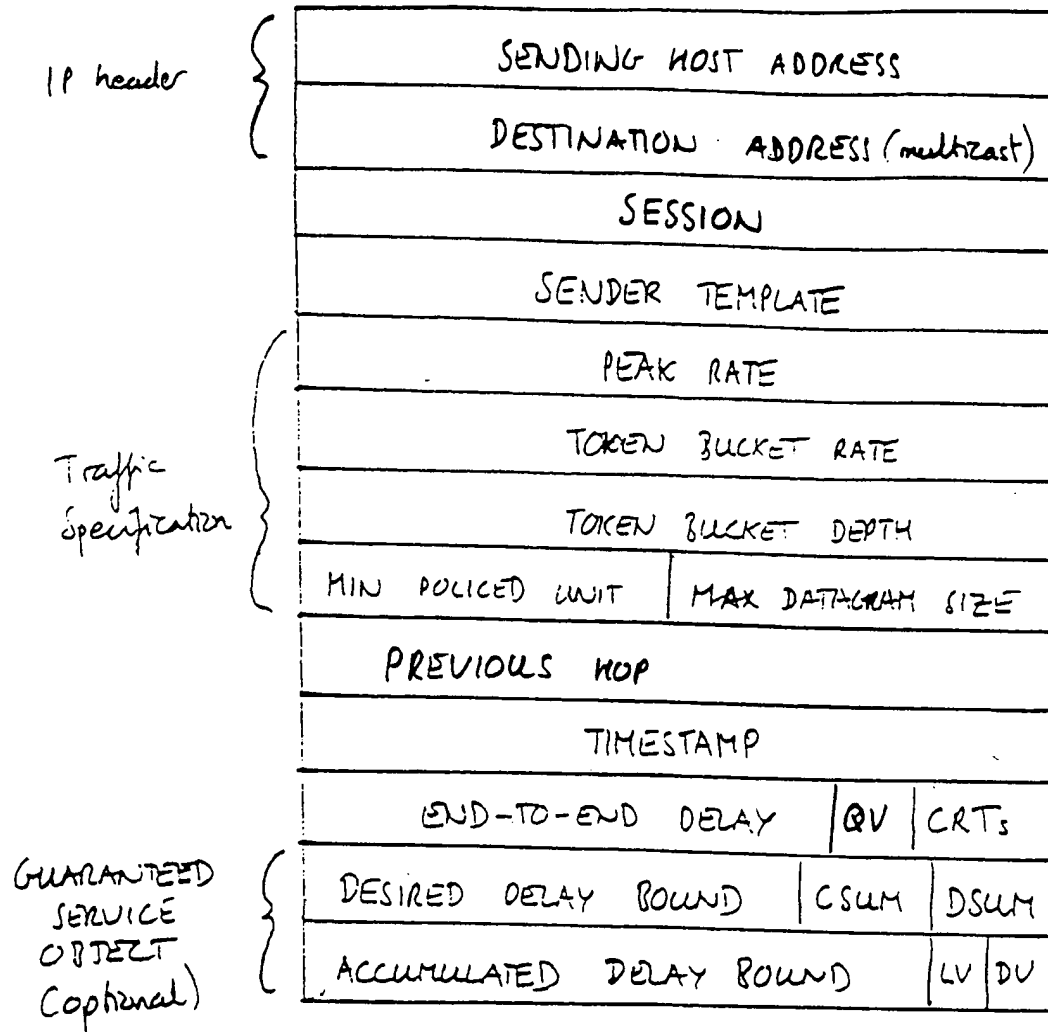 IP header
SENDING HOST ADDRESS
DESTINATION ADDRESS (multicast)
SESSION
SENDER TEMPLATE
Traffic
Specification
PEAK RATE
TOKEN BUCKET RATE
TOKEN BUCKET DEPTH
MIN POLICED UNIT MAX DATAGRAM SIZE
PREVIOUS HOP
TIMESTAMP
END-TO-END DELAY QV CRTs
GUARANTEED
SERVICE
OBJECT
(optional)
DESIRED DELAY BOUND CSUM DSUM
ACCUMULATED DELAY BOUND LV DV